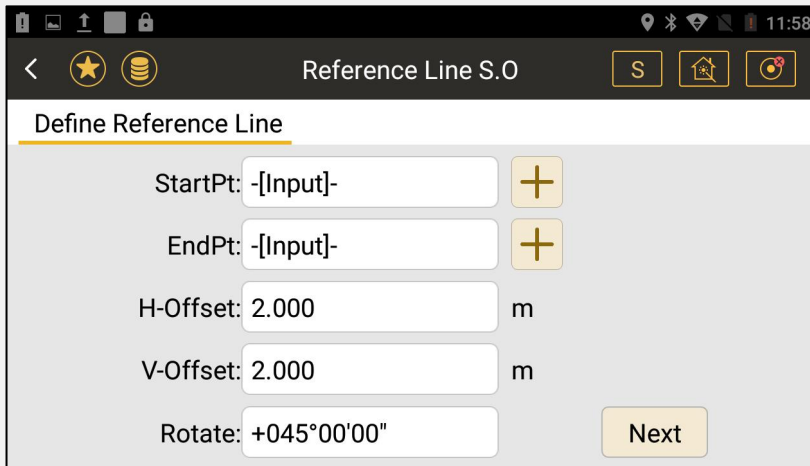 11:58
Reference Line S.O
S
Define Reference Line
StartPt: -[Input]-
EndPt: -[Input]-
H-Offset: 2.000 m
V-Offset: 2.000 m
Rotate: +045°00'00" Next